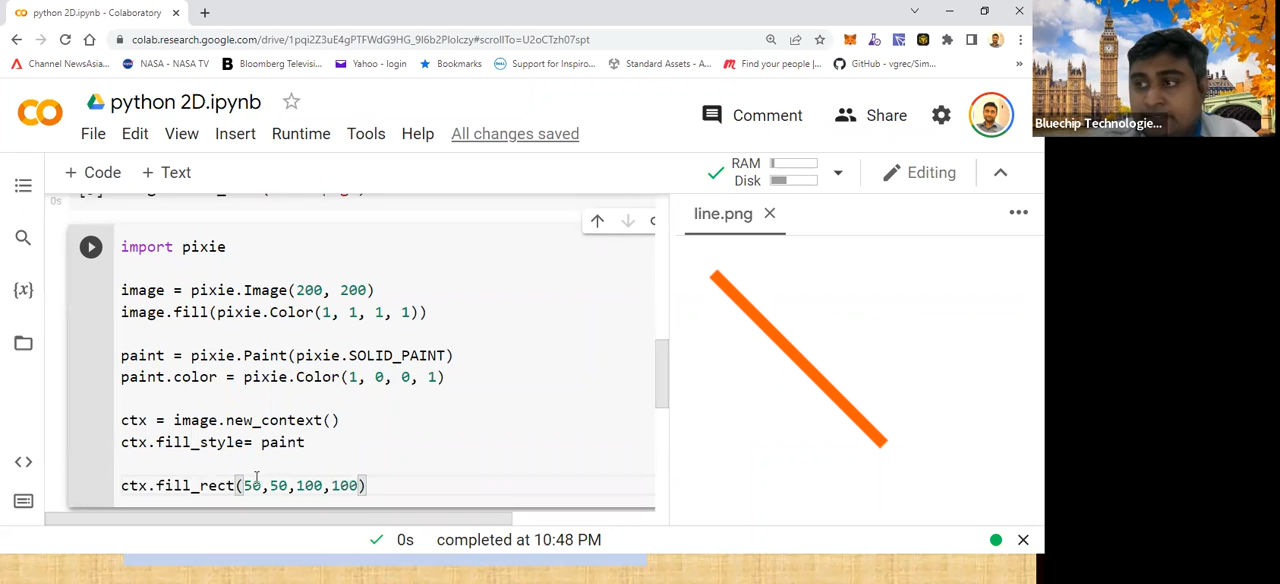 python 2D.ipynb - Colaboratory
colab.research.google.com/drive/1pqi2Z3uE4gPTFWdG9HG_9I6b2PIolczy#scrollTo=U2oCTzh07spt
Channel NewsAsia...
NASA - NASA TV
Bloomberg Televisi...
Yahoo - login
Bookmarks
Support for Inspiro...
Standard Assets - A...
Find your people |...
GitHub - vgrec/Sim...
»
Bluechip Technologie...
CO
python 2D.ipynb
Comment
Share
File Edit View Insert Runtime Tools Help All changes saved
+ Code + Text
RAM
Disk
Editing
0s
line.png
import pixie
image = pixie.Image(200, 200)
image.fill(pixie.Color(1, 1, 1, 1))
paint = pixie.Paint(pixie.SOLID_PAINT)
paint.color = pixie.Color(1, 0, 0, 1)
ctx = image.new_context()
ctx.fill_style= paint
ctx.fill_rect(50,50,100,100)
{x}
0s completed at 10:48 PM